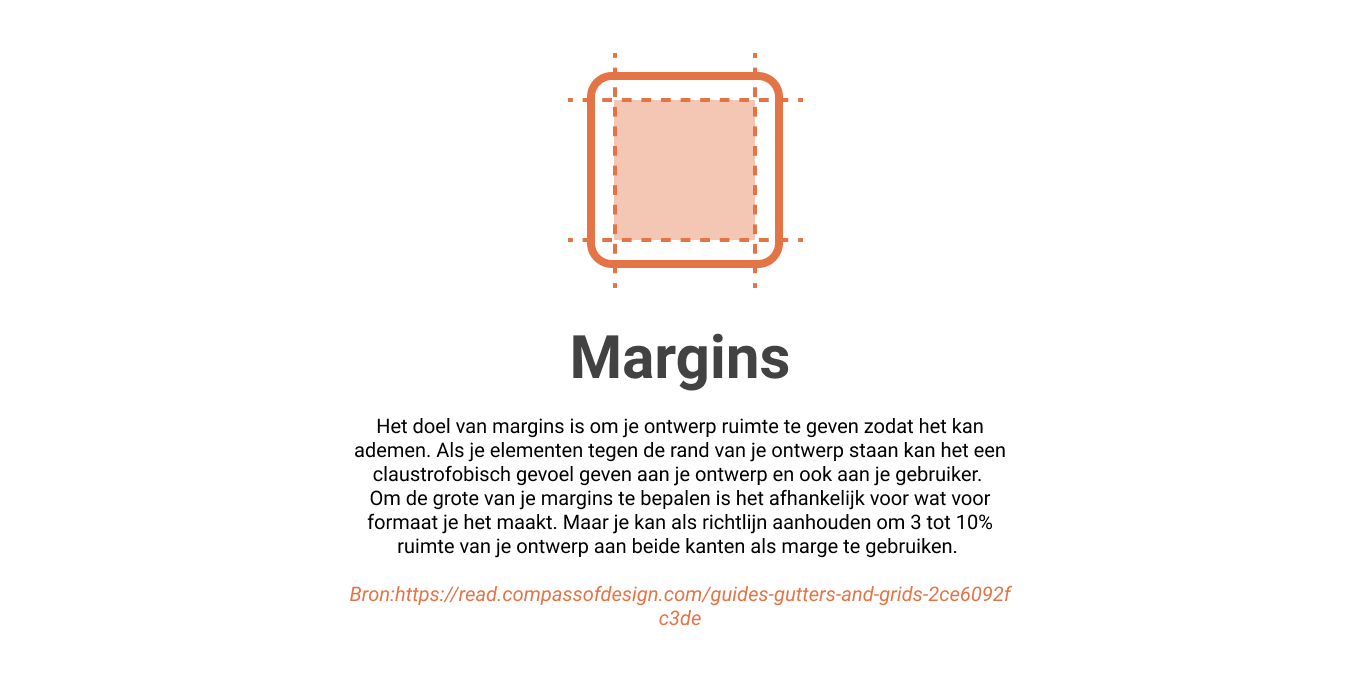 Margins
Het doel van margins is om je ontwerp ruimte te geven zodat het kan
ademen. Als je elementen tegen de rand van je ontwerp staan kan het een
claustrofobisch gevoel geven aan je ontwerp en ook aan je gebruiker.
Om de grote van je margins te bepalen is het afhankelijk voor wat voor
formaat je het maakt. Maar je kan als richtlijn aanhouden om 3 tot 10%
ruimte van je ontwerp aan beide kanten als marge te gebruiken.
Bron:https://read.compassofdesign.com/guides-gutters-and-grids-2ce6092f
c3de